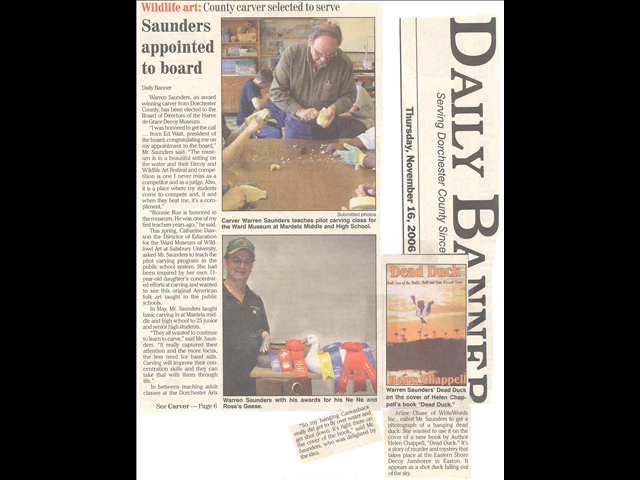 Wildlife art: County carver selected to serve
Saunders
appointed
to board
Daily Banner
Warren Saunders, an award
winning carver from Dorchester
County, has been elected to the
Board of Directors of the Havre
de Grace Decoy Museum.
"I was honored to get the call
... from Ed Watt, president of
the board, congratulating me on
my appointment to the board,"
Mr. Saunders said. "The muse-
um is in a beautiful setting on
the water and their Decoy and
Wildlife Art Festival and compe-
tition is one I never miss as a
competitor and as a judge. Also,
it is a place where my students
come to compete and, if and
when they beat me, it's a com-
pliment."
"Ronnie Rue is honored in
the museum. He was one of my
first teachers years ago," he said.
This spring, Catharine Daw-
son the Director of Education
for the Ward Museum of Wild-
fowl Art at Salisbury University,
asked Mr. Saunders to teach the
pilot carving program in the
public school system. She had
been inspired by her own 11-
year-old daughter's concentrat-
ed efforts at carving and wanted
to see this original American
folk art taught in the public
schools.
In May, Mr. Saunders taught
basic carving in at Mardela mid-
dle and high school to 25 junior
and senior high students.
"They all wanted to continue
to learn to carve," said Mr. Saun-
ders. "It really captured their
attention and the more focus,
the less need for band aids.
Carving will improve their con-
centration skills and they can
take that with them through
life."
In between teaching adult
classes at the Dorchester Arts
See Carver — Page 6
Submitted photos
Carver Warren Saunders teaches pilot carving class for
the Ward Museum at Mardela Middle and High School.
Warren Saunders with his awards for his Ne Ne and
Ross's Geese.
"So my hanging Canvasback
really did get to fly over water and
get shot down. It's right there on
the cover of the book," said Mr.
Saunders, who was delighted by
the idea.
DAILY BANNER
Serving Dorchester County Since
Thursday, November 16, 2006
Dead Duck
Helen Chappell
Warren Saunders' Dead Duck
on the cover of Helen Chap-
pell's book "Dead Duck."
Arline Chase of WriteWords
Inc., called Mr. Saunders to get a
photograph of a hanging dead
duck. She wanted to use it on the
cover of a new book by Author
Helen Chappell, "Dead Duck." It's
a story of murder and mystery that
takes place at the Eastern Shore
Decoy Jamboree in Easton. It
appears as a shot duck falling out
of the sky.